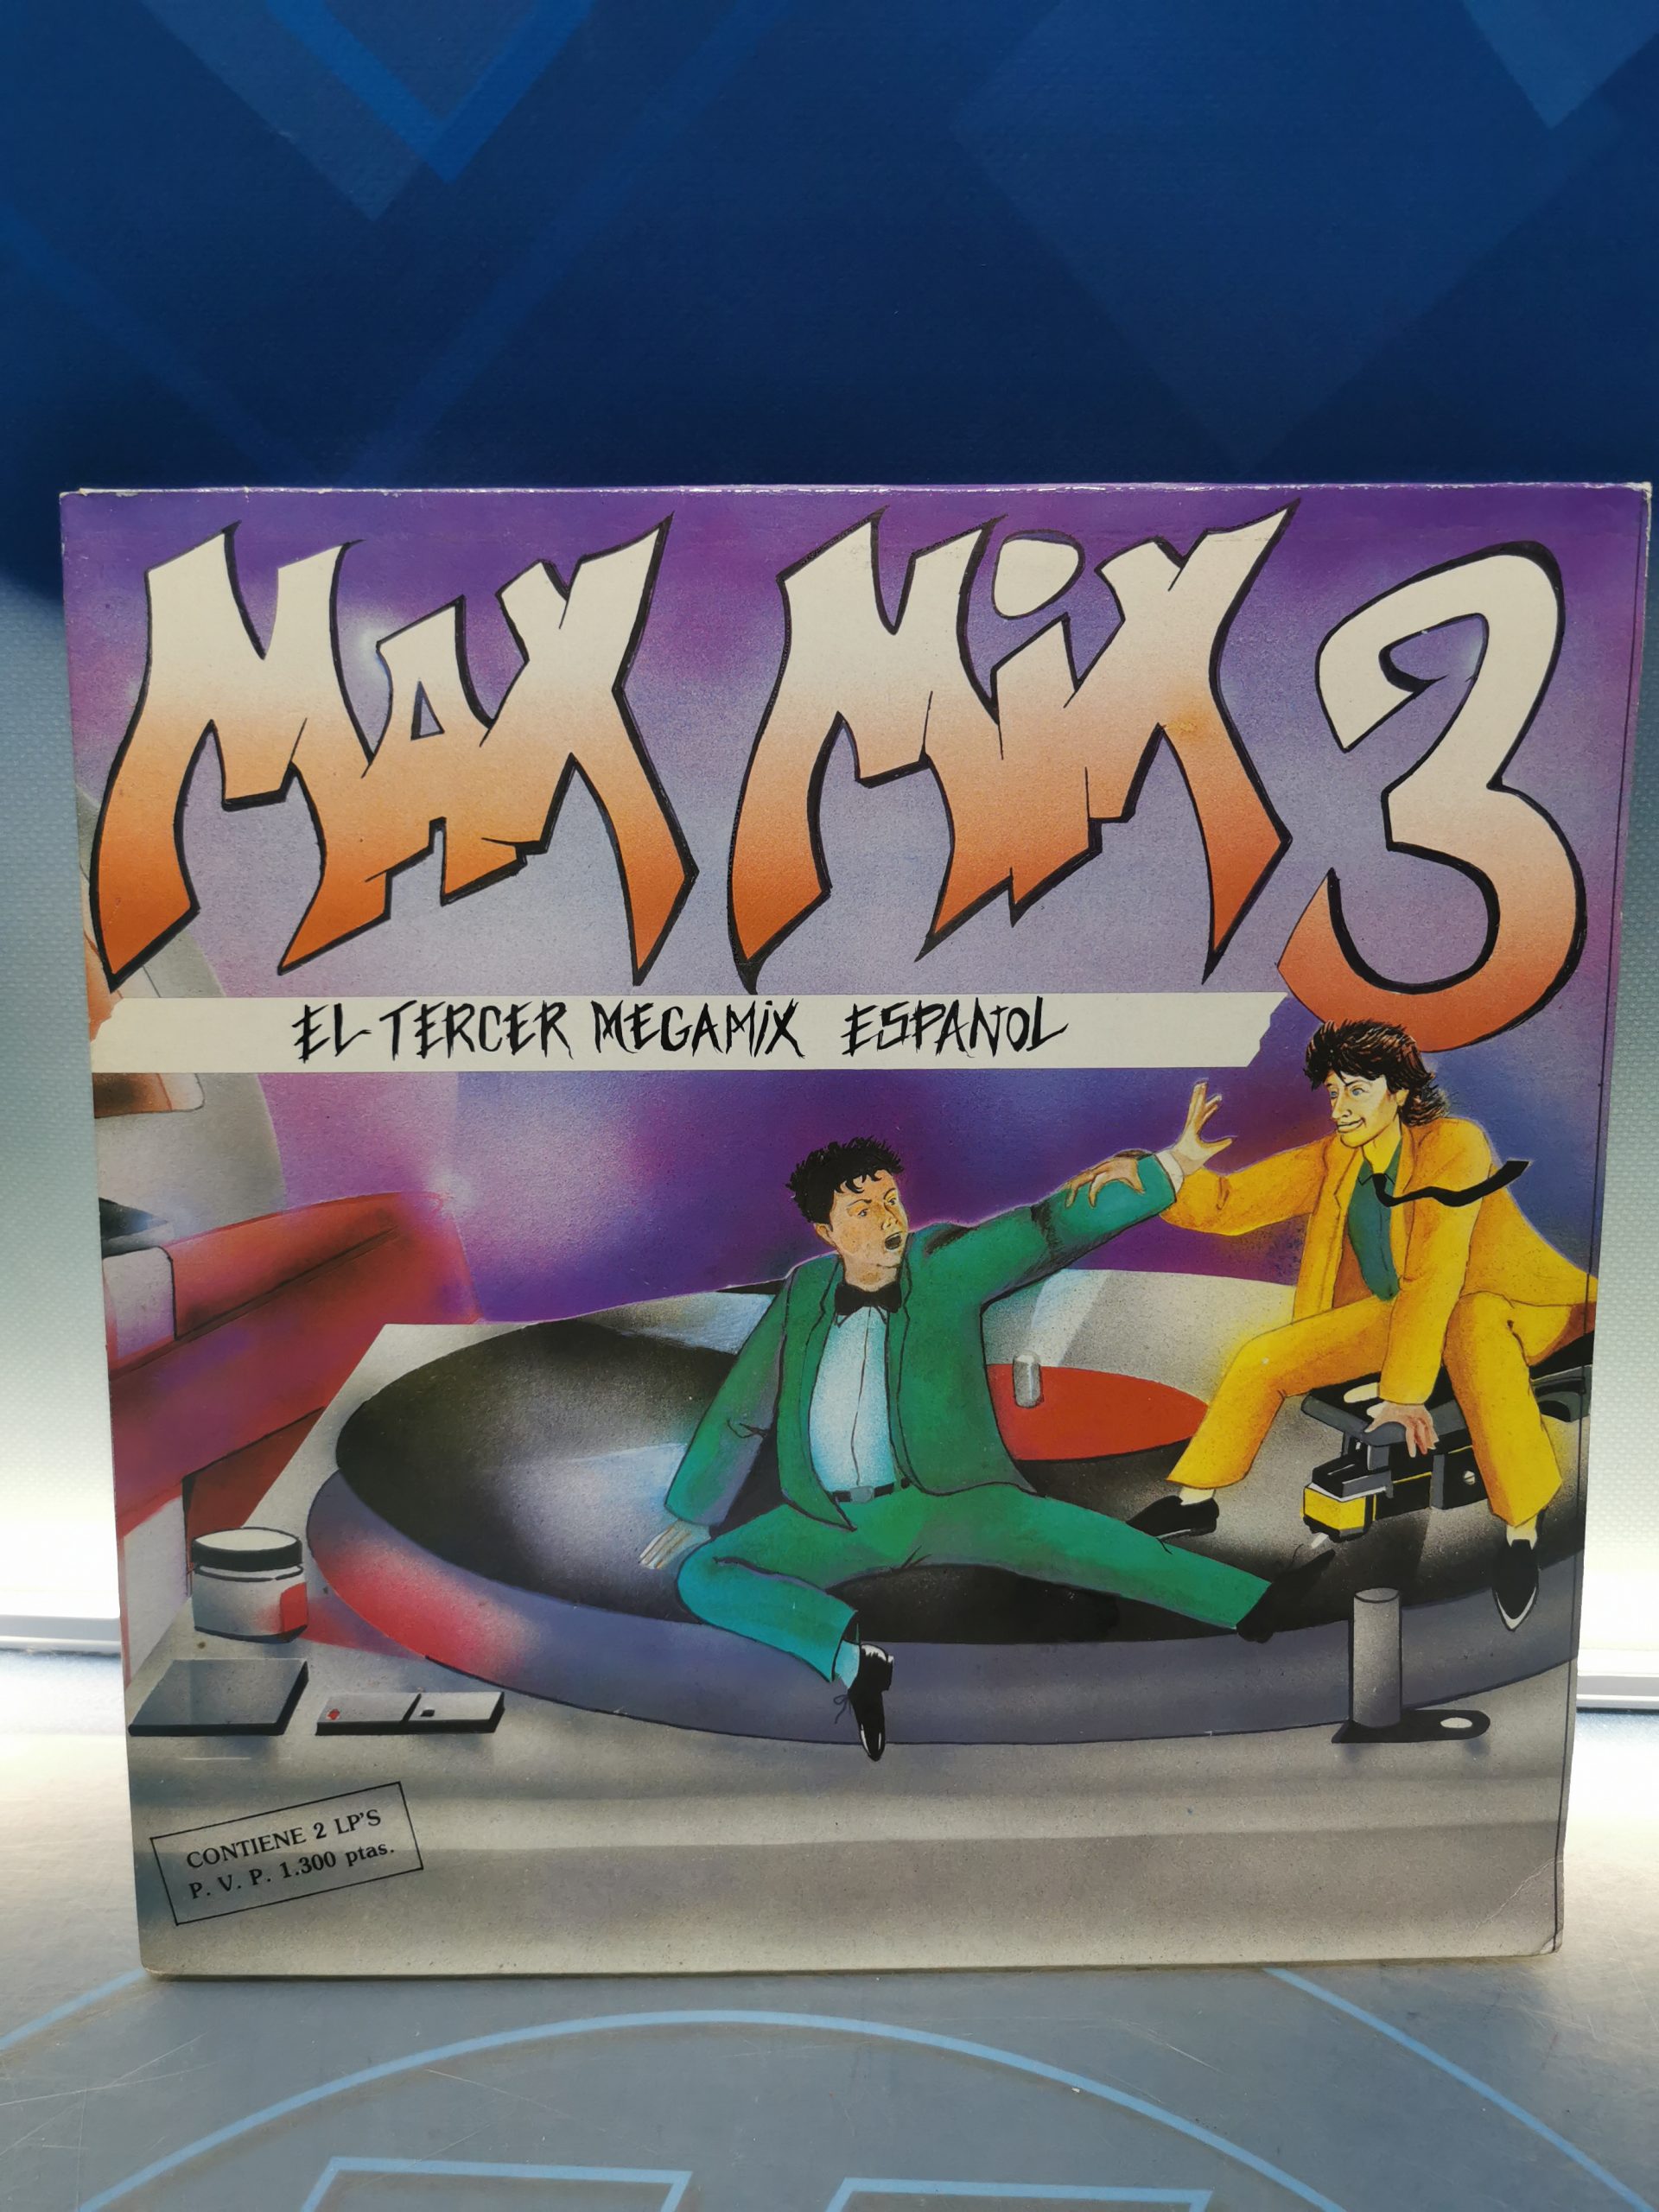 MAX MiX 3
EL TERCER MEGAMiX ESPANOL
CONTIENE 2 LP'S
P. V. P. 1.300 ptas.